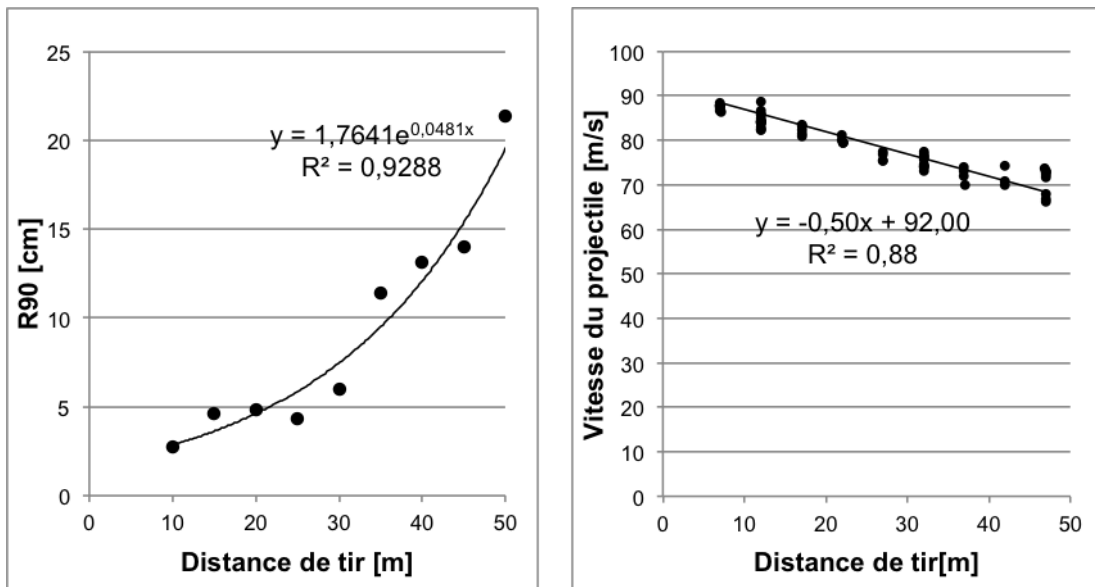 25
20
15
10
5
0
R90 [cm]
y = 1,7641e^0,0481x
R² = 0,9288
0 10 20 30 40 50
Distance de tir [m]
100
90
80
70
60
50
40
30
20
10
0
Vitesse du projectile [m/s]
y = -0,50x + 92,00
R² = 0,88
0 10 20 30 40 50
Distance de tir[m]